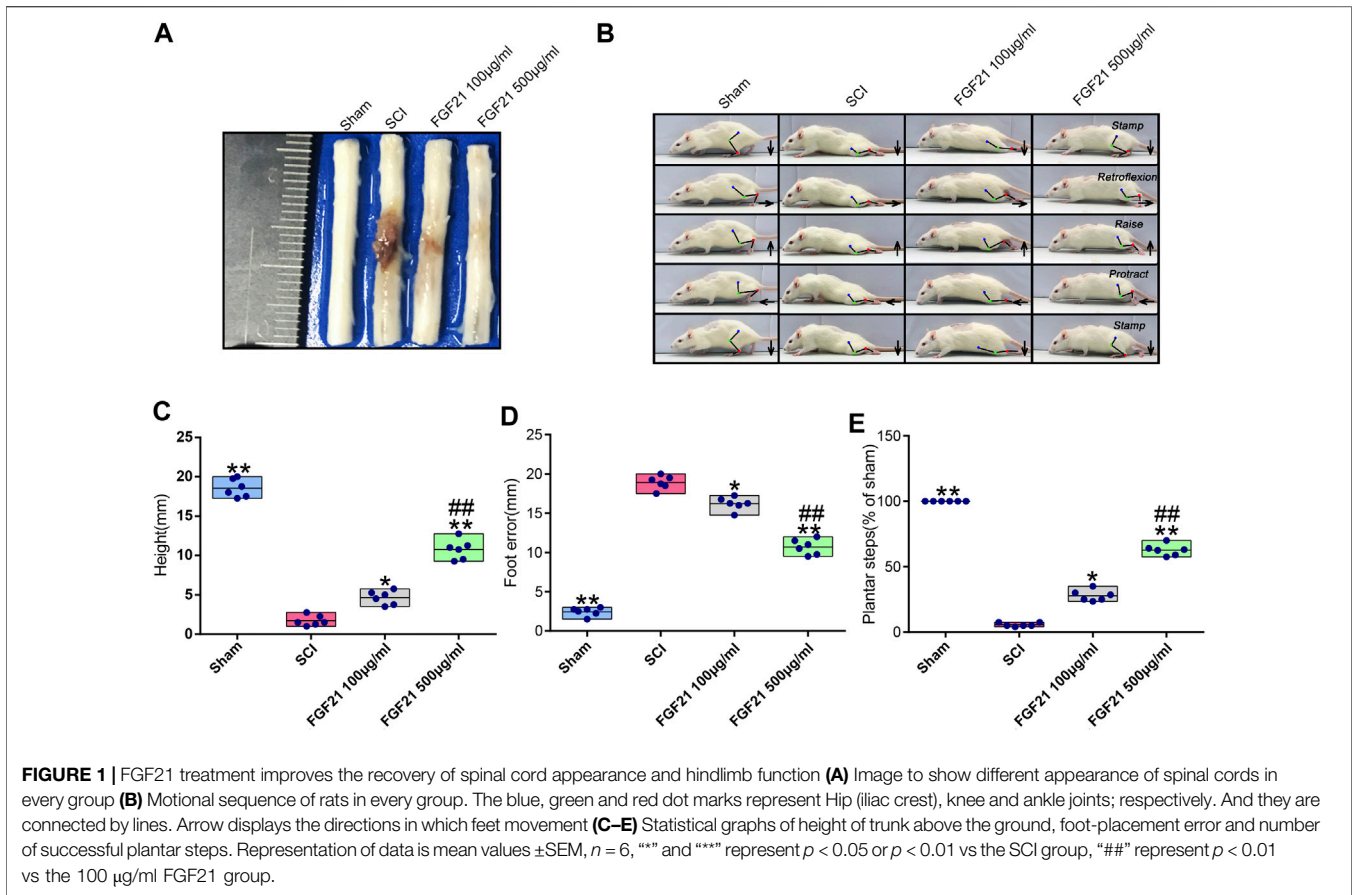 A
B
Sham
SCI
FGF21 100µg/ml
FGF21 500µg/ml
Sham
SCI
FGF21 100µg/ml
FGF21 500µg/ml
Stamp
Retroflexion
Raise
Protract
Stamp
C
Height(mm)
25
20
15
10
5
0
**
*
##
**
Sham
SCI
FGF21 100µg/ml
FGF21 500µg/ml
D
Foot error(mm)
25
20
15
10
5
0
**
*
##
**
Sham
SCI
FGF21 100µg/ml
FGF21 500µg/ml
E
Plantar steps(% of sham)
150
100
50
0
**
*
##
**
Sham
SCI
FGF21 100µg/ml
FGF21 500µg/ml
FIGURE 1 | FGF21 treatment improves the recovery of spinal cord appearance and hindlimb function (A) Image to show different appearance of spinal cords in
every group (B) Motional sequence of rats in every group. The blue, green and red dot marks represent Hip (iliac crest), knee and ankle joints; respectively. And they are
connected by lines. Arrow displays the directions in which feet movement (C–E) Statistical graphs of height of trunk above the ground, foot-placement error and number
of successful plantar steps. Representation of data is mean values ±SEM, n = 6, “*” and “**” represent p < 0.05 or p < 0.01 vs the SCI group, “##” represent p < 0.01
vs the 100 μg/ml FGF21 group.